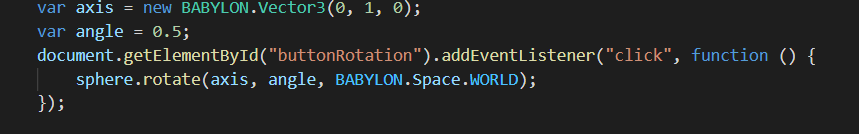 var axis = new BABYLON.Vector3(0, 1, 0);
var angle = 0.5;
document.getElementById("buttonRotation").addEventListener("click", function () {
    sphere.rotate(axis, angle, BABYLON.Space.WORLD);
});